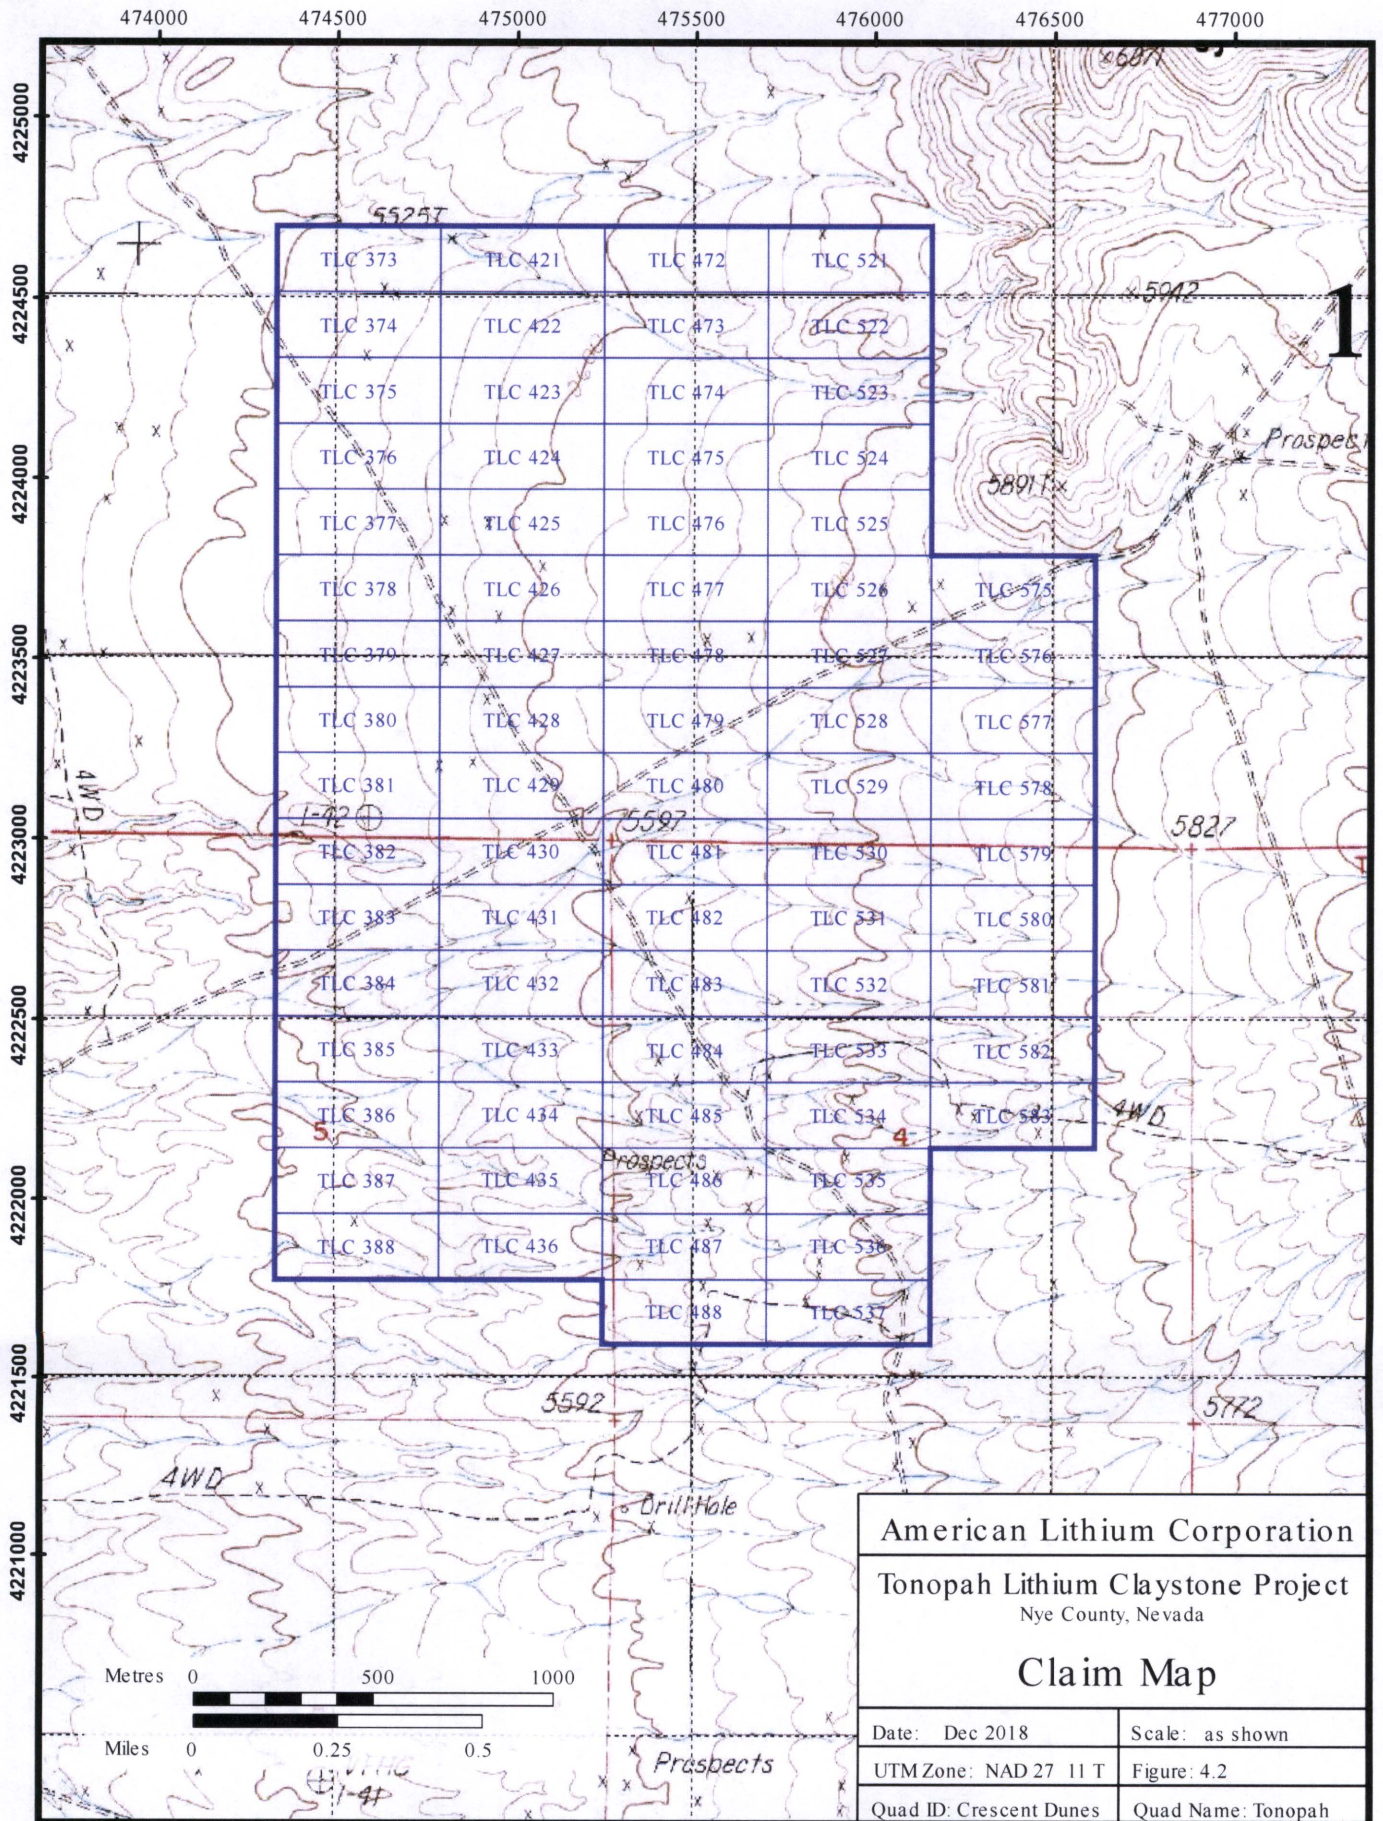 474000 474500 475000 475500 476000 476500 477000
4225000
4224500
4224000
4223500
4223000
4222500
4222000
4221500
4221000
5525T
5942
1
Prospect
5891T
TLC 373 TLC 421 TLC 472 TLC 521
TLC 374 TLC 422 TLC 473 TLC 522
TLC 375 TLC 423 TLC 474 TLC 523
TLC 376 TLC 424 TLC 475 TLC 524
TLC 377 TLC 425 TLC 476 TLC 525
TLC 378 TLC 426 TLC 477 TLC 526 TLC 575
TLC 379 TLC 427 TLC 478 TLC 527 TLC 576
TLC 380 TLC 428 TLC 479 TLC 528 TLC 577
TLC 381 TLC 429 TLC 480 TLC 529 TLC 578
4WD
1-42 5597 5827
TLC 382 TLC 430 TLC 481 TLC 530 TLC 579
TLC 383 TLC 431 TLC 482 TLC 531 TLC 580
TLC 384 TLC 432 TLC 483 TLC 532 TLC 581
TLC 385 TLC 433 TLC 484 TLC 533 TLC 582
TLC 386 TLC 434 TLC 485 TLC 534 TLC 583
5 4 4WD
Prospects
TLC 387 TLC 435 TLC 486 TLC 535
TLC 388 TLC 436 TLC 487 TLC 536
TLC 488 TLC 537
5592 5772
4WD
Drill Hole
Metres 0 500 1000
Miles 0 0.25 0.5
1-41
Prospects
American Lithium Corporation
Tonopah Lithium Claystone Project
Nye County, Nevada
Claim Map
Date: Dec 2018 Scale: as shown
UTM Zone: NAD 27 11 T Figure: 4.2
Quad ID: Crescent Dunes Quad Name: Tonopah